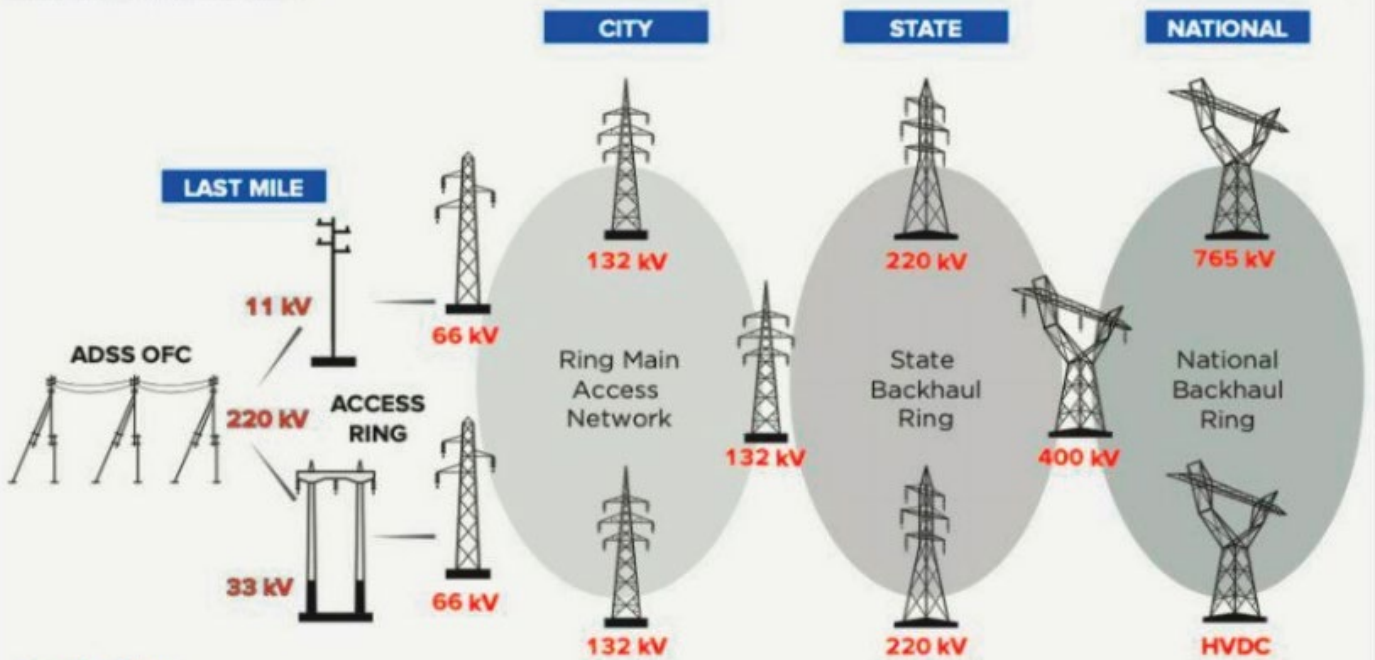 CITY
STATE
NATIONAL
LAST MILE
132 kV
220 kV
765 kV
11 kV
66 kV
ADSS OFC
220 kV
ACCESS
RING
Ring Main
Access
Network
State
Backhaul
Ring
National
Backhaul
Ring
132 kV
400 kV
33 kV
66 kV
132 kV
220 kV
HVDC